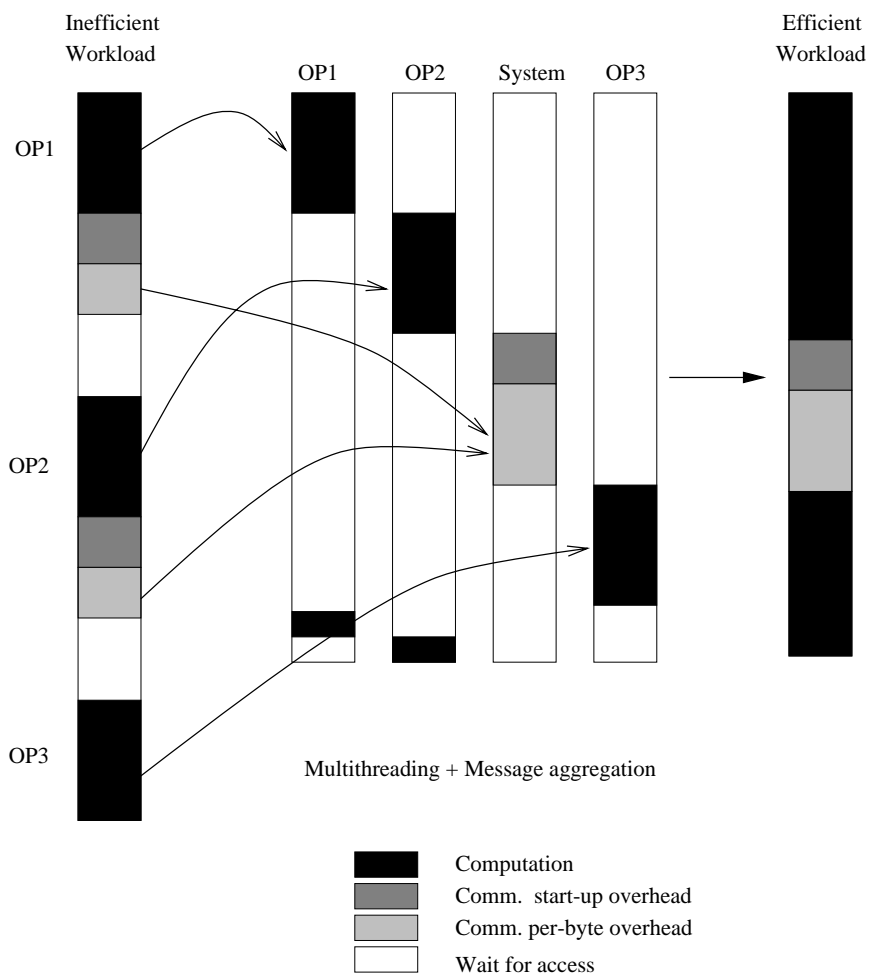 Inefficient
Workload
Efficient
Workload
OP1
OP2
System
OP3
OP1
OP2
OP3
Multithreading + Message aggregation
Computation
Comm. start-up overhead
Comm. per-byte overhead
Wait for access